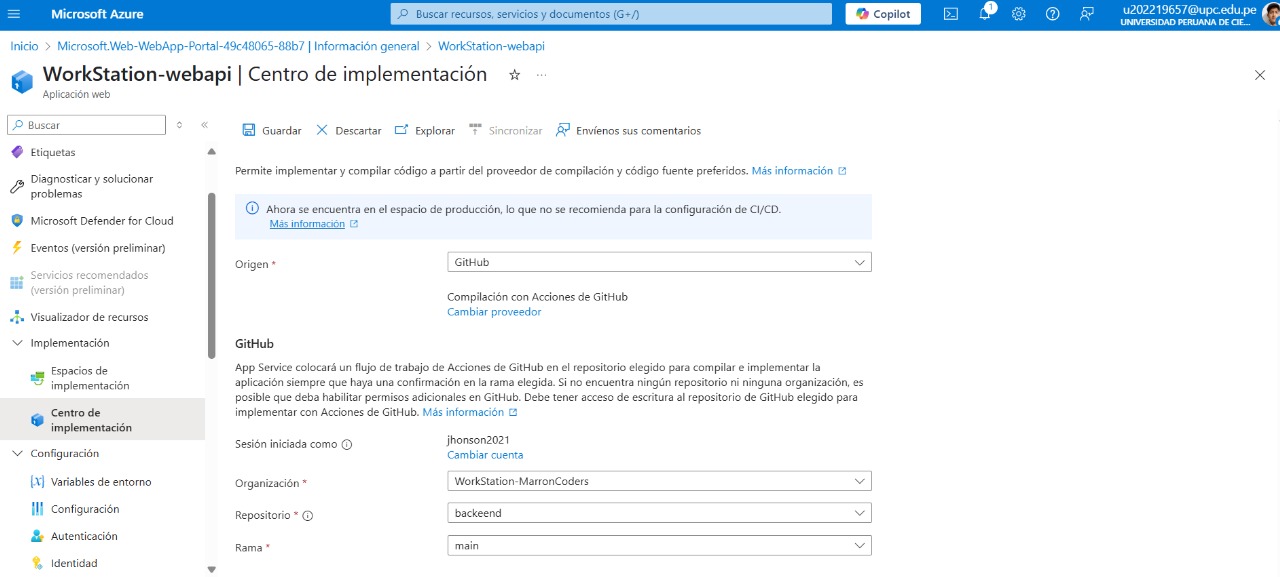 Microsoft Azure
Buscar recursos, servicios y documentos (G+/)
Copilot
1
u202219657@upc.edu.pe
UNIVERSIDAD PERUANA DE CIE...
Inicio > Microsoft.Web-WebApp-Portal-49c48065-88b7 | Información general > WorkStation-webapi
WorkStation-webapi | Centro de implementación
Aplicación web
Buscar
Guardar
Descartar
Explorar
Sincronizar
Envíenos sus comentarios
Etiquetas
Diagnosticar y solucionar
problemas
Microsoft Defender for Cloud
Eventos (versión preliminar)
Servicios recomendados
(versión preliminar)
Visualizador de recursos
Implementación
Espacios de
implementación
Centro de
implementación
Configuración
Variables de entorno
Configuración
Autenticación
Identidad
Permite implementar y compilar código a partir del proveedor de compilación y código fuente preferidos. Más información
Ahora se encuentra en el espacio de producción, lo que no se recomienda para la configuración de CI/CD.
Más información
Origen *
GitHub
Compilación con Acciones de GitHub
Cambiar proveedor
GitHub
App Service colocará un flujo de trabajo de Acciones de GitHub en el repositorio elegido para compilar e implementar la
aplicación siempre que haya una confirmación en la rama elegida. Si no encuentra ningún repositorio ni ninguna organización, es
posible que deba habilitar permisos adicionales en GitHub. Debe tener acceso de escritura al repositorio de GitHub elegido para
implementar con Acciones de GitHub. Más información
Sesión iniciada como
jhonson2021
Cambiar cuenta
Organización *
WorkStation-MarronCoders
Repositorio *
backeend
Rama *
main